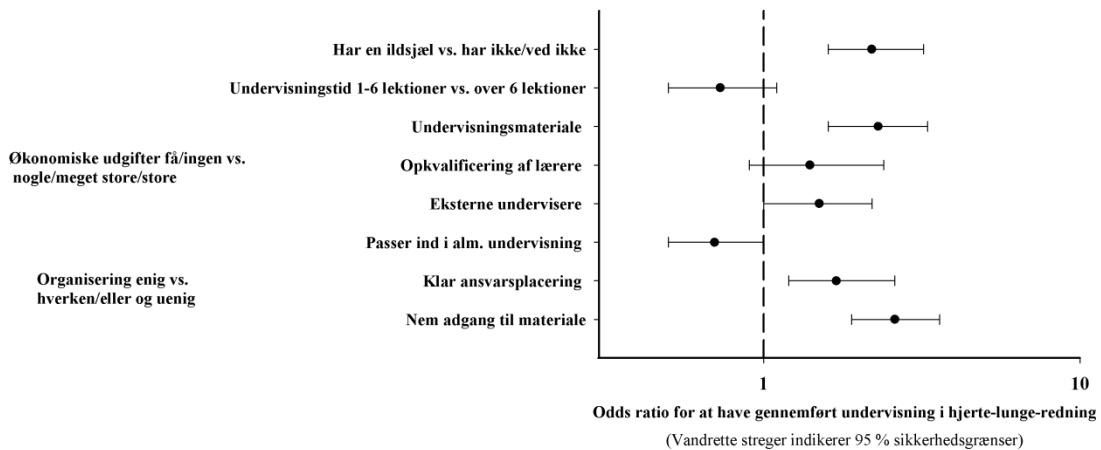 Har en ildsjæl vs. har ikke/ved ikke
Undervisningstid 1-6 lektioner vs. over 6 lektioner
Undervisningsmateriale
Økonomiske udgifter få/ingen vs.
nogle/meget store/store
Opkvalificering af lærere
Eksterne undervisere
Passer ind i alm. undervisning
Organisering enig vs.
hverken/eller og uenig
Klar ansvarsplacering
Nem adgang til materiale
1
10
Odds ratio for at have gennemført undervisning i hjerte-lunge-redning
(Vandrette streger indikerer 95 % sikkerhedsgrænser)